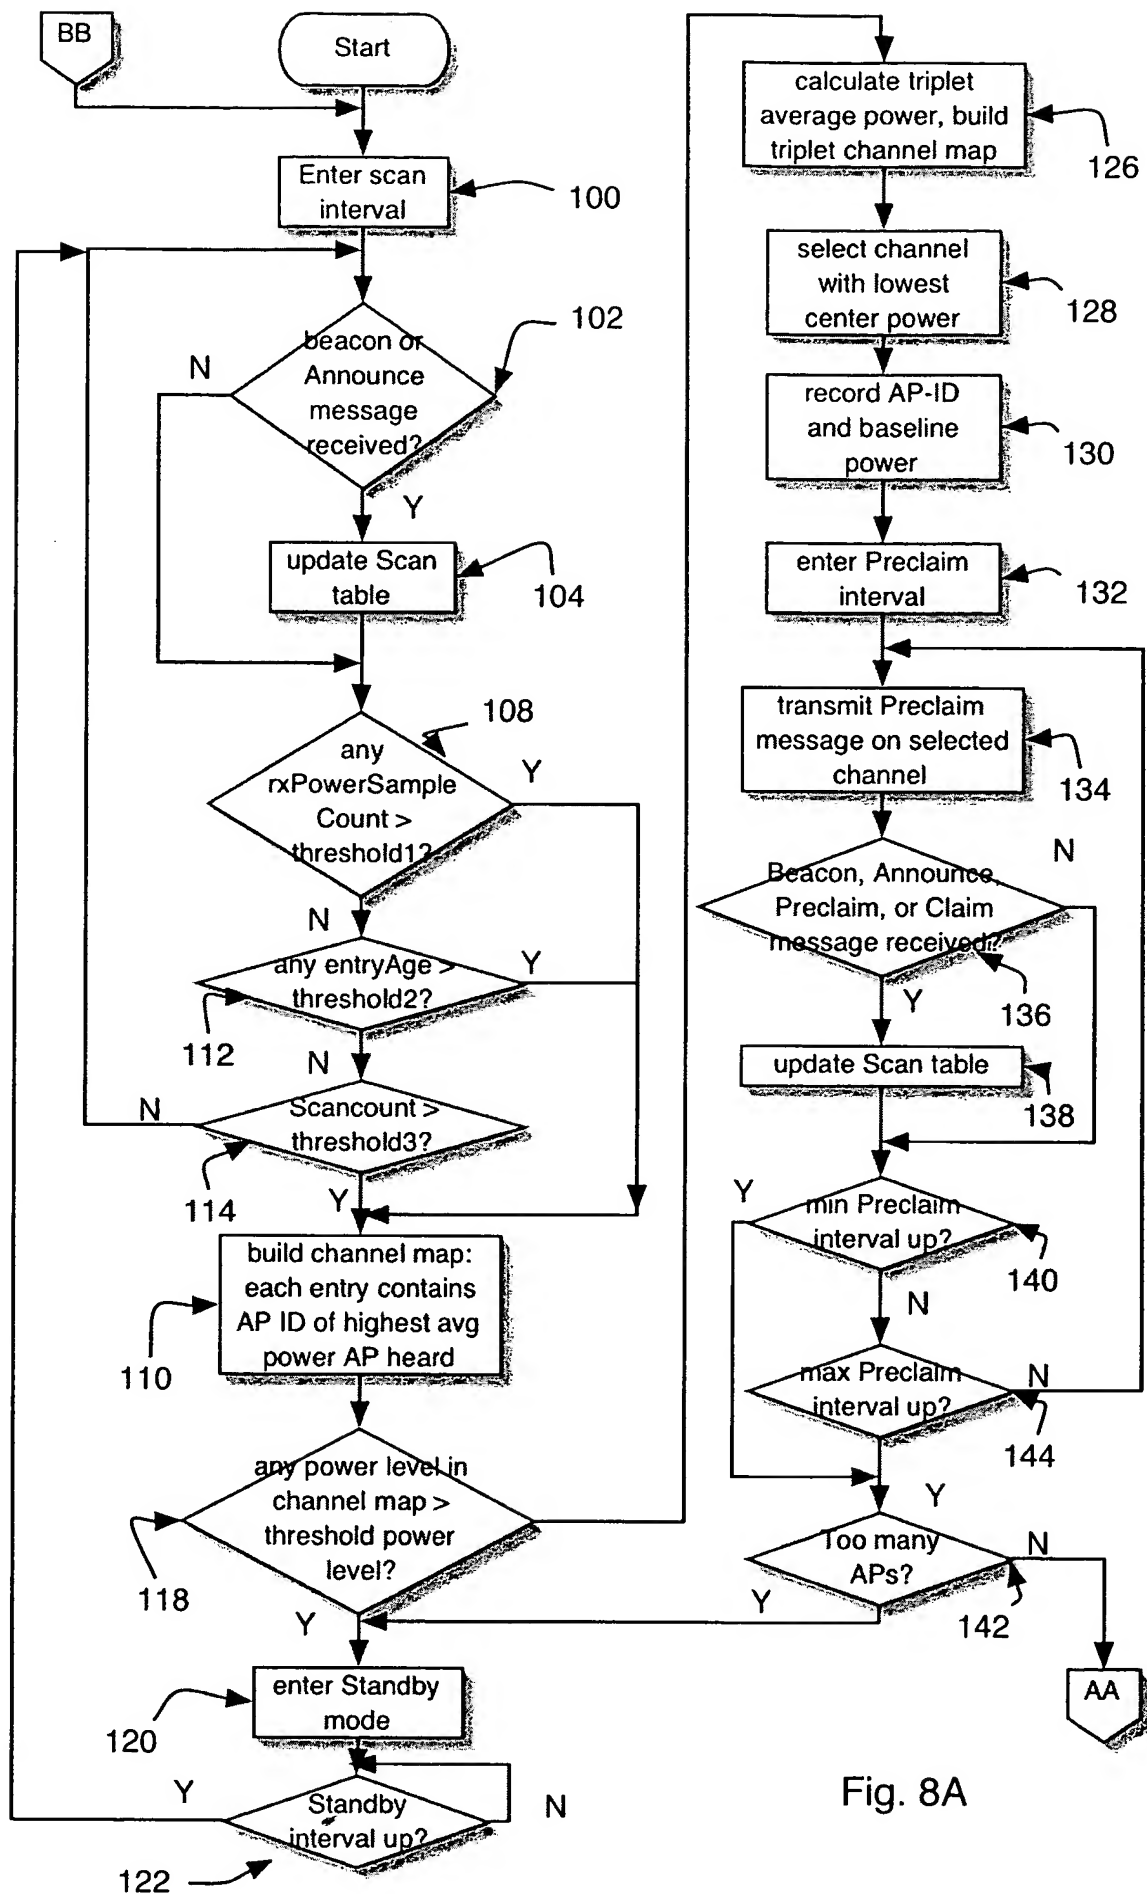 BB
Start
Enter scan
interval
100
beacon or
Announce
message
received?
102
N
Y
update Scan
table
104
108
any
rxPowerSample
Count >
threshold1?
Y
N
any entryAge >
threshold2?
Y
112
N
Scancount >
threshold3?
N
114
Y
build channel map:
each entry contains
AP ID of highest avg
power AP heard
110
any power level in
channel map >
threshold power
level?
118
Y
enter Standby
mode
120
Y
Standby
interval up?
N
122
calculate triplet
average power, build
triplet channel map
126
select channel
with lowest
center power
128
record AP-ID
and baseline
power
130
enter Preclaim
interval
132
transmit Preclaim
message on selected
channel
134
N
Beacon, Announce,
Preclaim, or Claim
message received?
136
Y
update Scan table
138
Y
min Preclaim
interval up?
140
N
max Preclaim
interval up?
N
144
Y
Too many
APs?
N
Y
142
AA
Fig. 8A